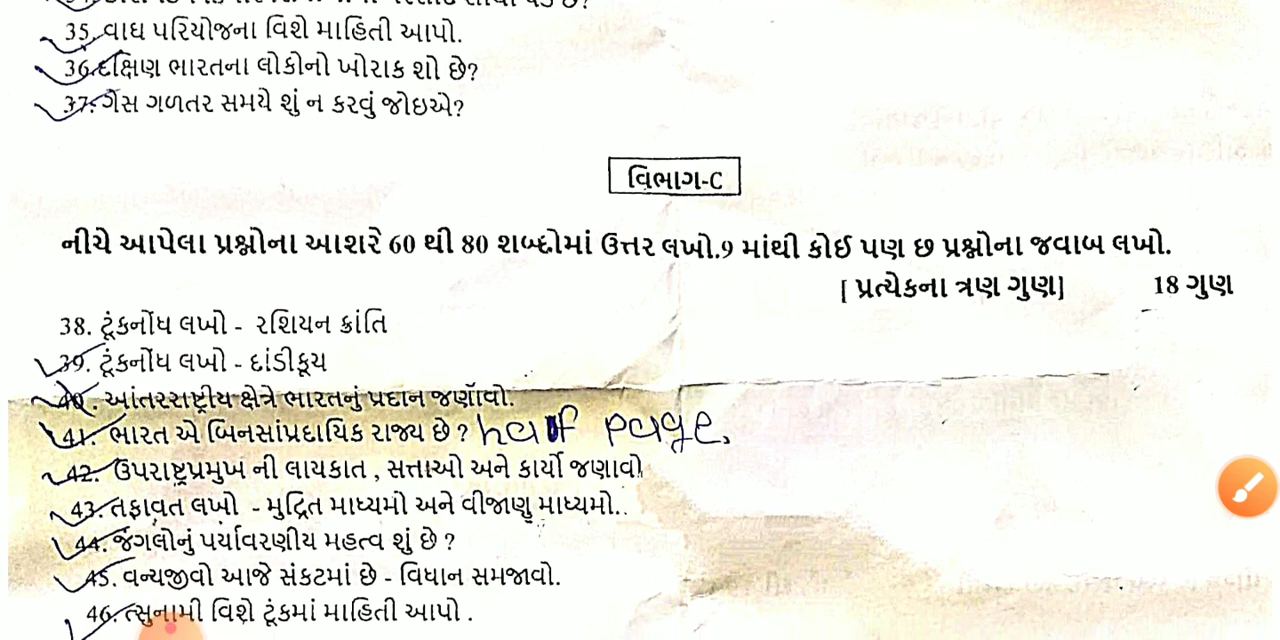 35. વાઘ પરિયોજના વિશે માહિતી આપો.
36. દક્ષિણ ભારતના લોકોનો ખોરાક શો છે?
37. ગેસ ગળતર સમયે શું ન કરવું જોઇએ?
વિભાગ-C
નીચે આપેલા પ્રશ્નોના આશરે 60 થી 80 શબ્દોમાં ઉત્તર લખો.9 માંથી કોઈ પણ છ પ્રશ્નોના જવાબ લખો.
[ પ્રત્યેકના ત્રણ ગુણ] 18 ગુણ
38. ટૂંકનોંધ લખો - રશિયન ક્રાંતિ
39. ટૂંકનોંધ લખો - દાંડીકૂચ
40. આંતરરાષ્ટ્રીય ક્ષેત્રે ભારતનું પ્રદાન જણાવો.
41. ભારત એ બિનસાંપ્રદાયિક રાજ્ય છે ? half page.
42. ઉપરાષ્ટ્રપ્રમુખ ની લાયકાત , સત્તાઓ અને કાર્યો જણાવો
43. તફાવત લખો - મુદ્રિત માધ્યમો અને વીજાણુ માધ્યમો..
44. જંગલોનું પર્યાવરણીય મહત્વ શું છે ?
45. વન્યજીવો આજે સંકટમાં છે - વિધાન સમજાવો.
46. ત્સુનામી વિશે ટૂંકમાં માહિતી આપો .